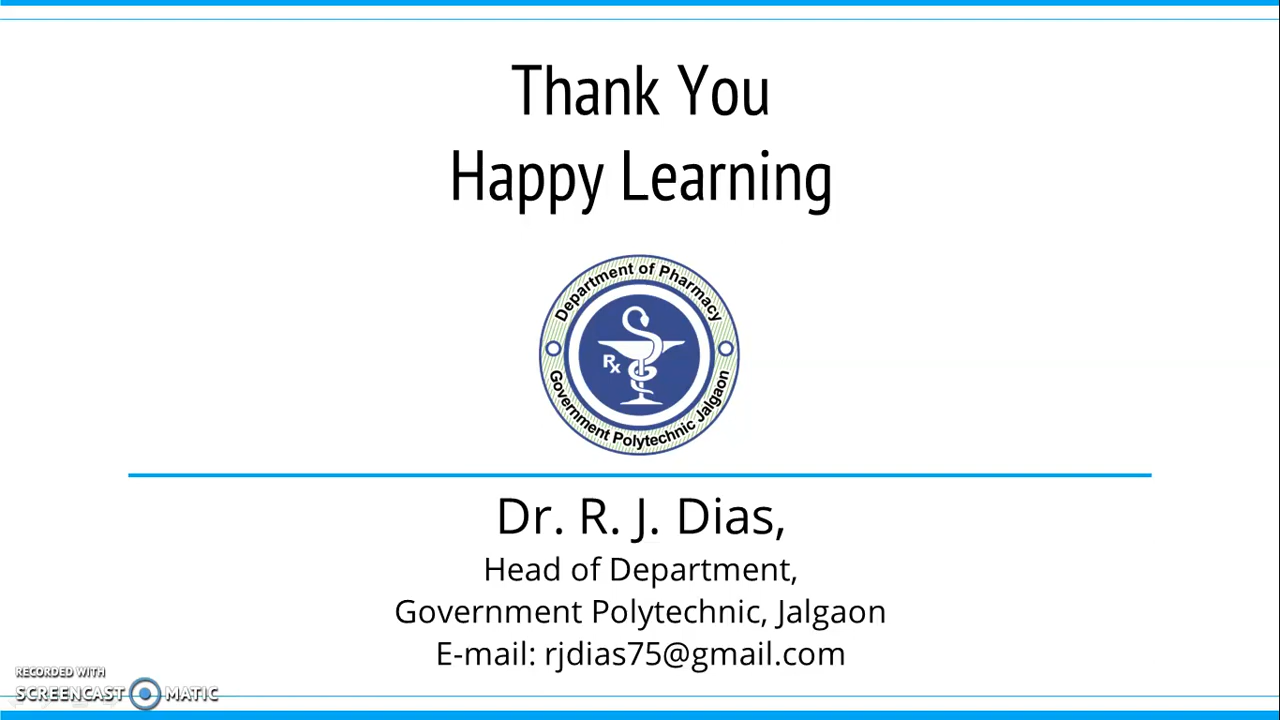 Thank You
Happy Learning
Department of Pharmacy
Rx
Government Polytechnic Jalgaon
Dr. R. J. Dias,
Head of Department,
Government Polytechnic, Jalgaon
E-mail: rjdias75@gmail.com
RECORDED WITH
SCREENCAST MATIC